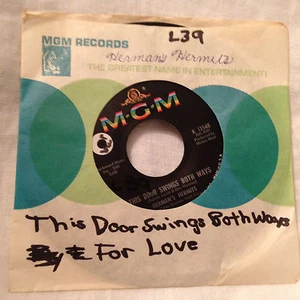 L39
MGM RECORDS
Herman's Hermits
THE GREATEST NAME IN ENTERTAINMENT!
M-G-M
K 13548
THIS DOOR SWINGS BOTH WAYS
HERMAN'S HERMITS
This Door Swings Both Ways
For Love